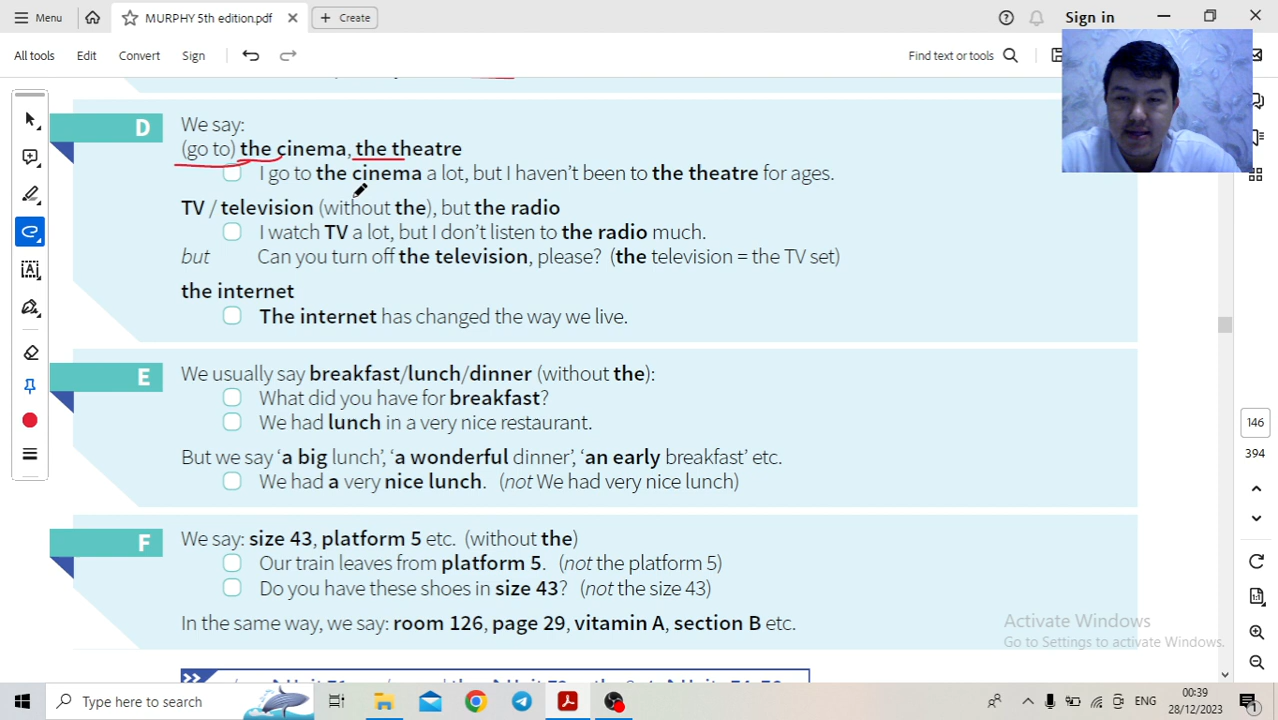 Menu
MURPHY 5th edition.pdf
Create
Sign in
All tools
Edit
Convert
Sign
Find text or tools
D
We say:
(go to) the cinema, the theatre
I go to the cinema a lot, but I haven't been to the theatre for ages.
TV / television (without the), but the radio
I watch TV a lot, but I don't listen to the radio much.
but Can you turn off the television, please? (the television = the TV set)
the internet
The internet has changed the way we live.
E
We usually say breakfast/lunch/dinner (without the):
What did you have for breakfast?
We had lunch in a very nice restaurant.
But we say 'a big lunch', 'a wonderful dinner', 'an early breakfast' etc.
We had a very nice lunch. (not We had very nice lunch)
F
We say: size 43, platform 5 etc. (without the)
Our train leaves from platform 5. (not the platform 5)
Do you have these shoes in size 43? (not the size 43)
In the same way, we say: room 126, page 29, vitamin A, section B etc.
146
394
Activate Windows
Go to Settings to activate Windows.
Type here to search
ENG
00:39
28/12/2023
1